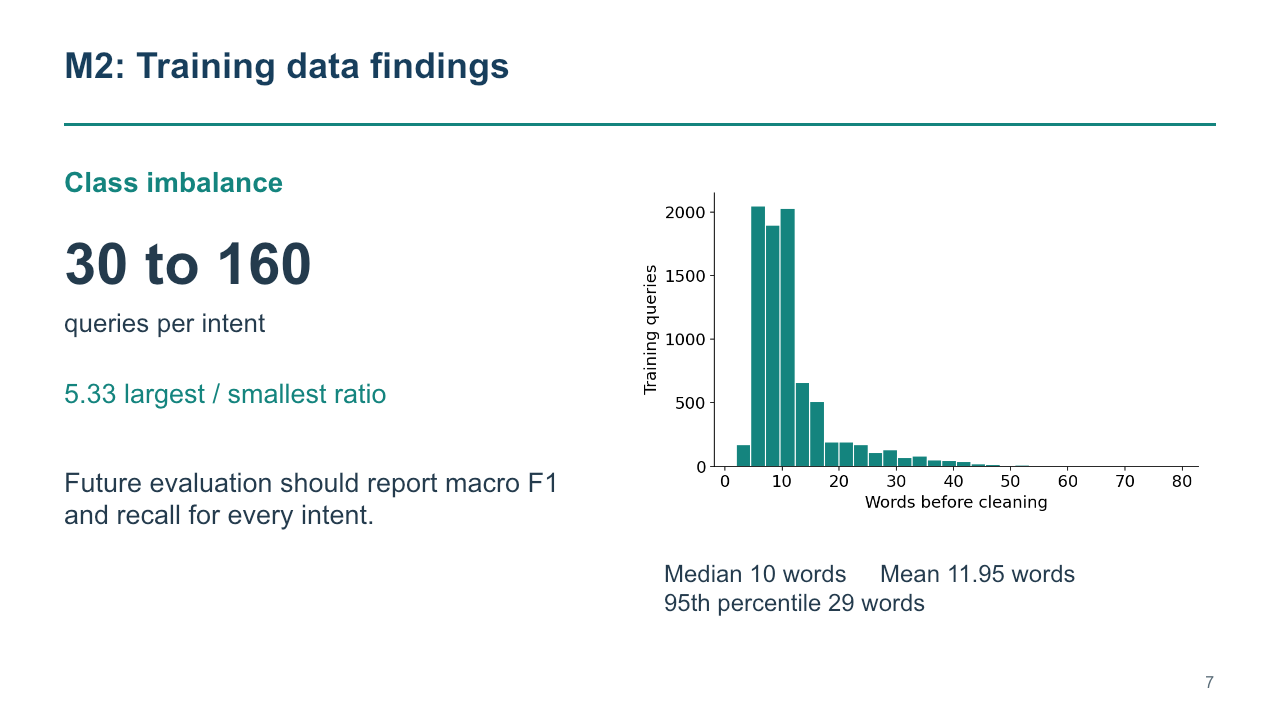 M2: Training data findings
Class imbalance
30 to 160
queries per intent
5.33 largest / smallest ratio
Future evaluation should report macro F1
and recall for every intent.
Training queries
2000
1500
1000
500
0
0 10 20 30 40 50 60 70 80
Words before cleaning
Median 10 words Mean 11.95 words
95th percentile 29 words
7